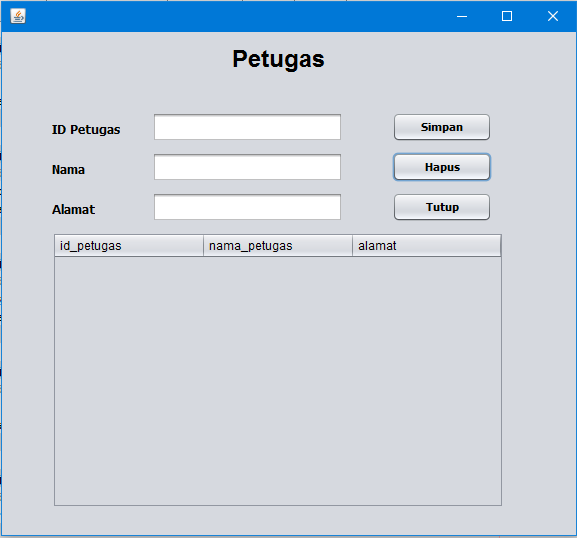 Petugas
ID Petugas
Simpan
Nama
Hapus
Alamat
Tutup
id_petugas nama_petugas alamat